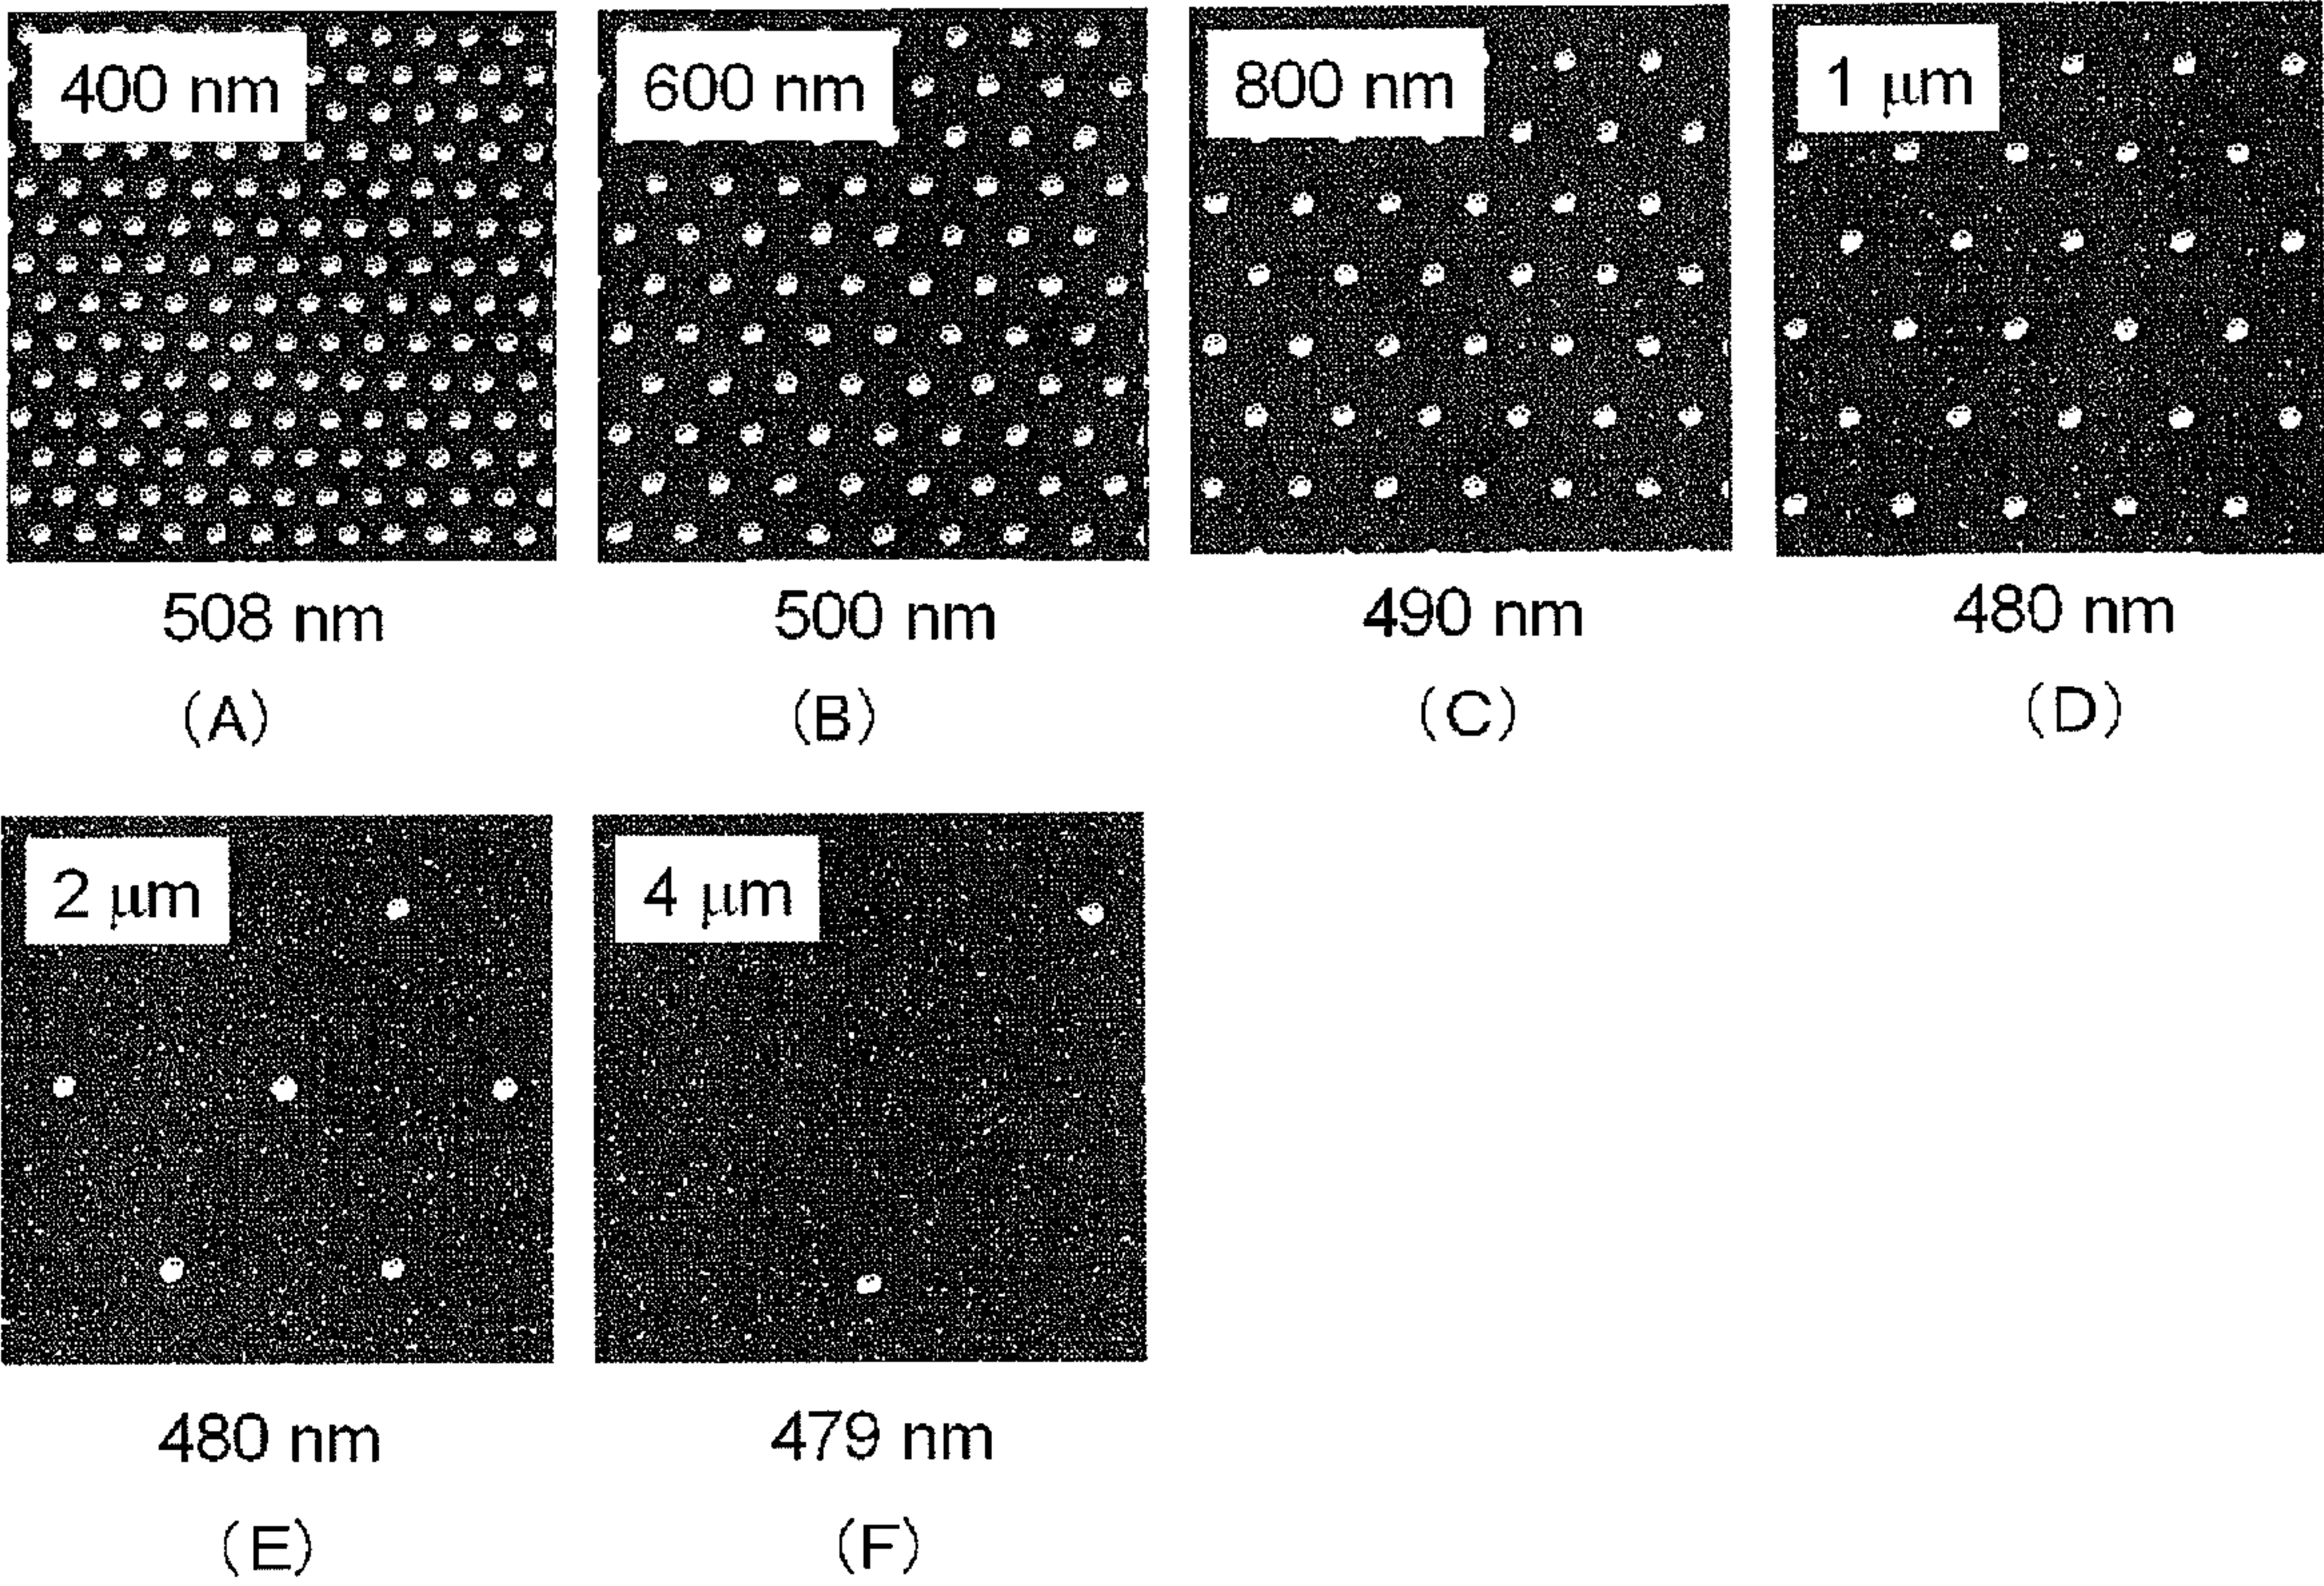 400 nm
600 nm
800 nm
1 μm
508 nm
500 nm
490 nm
480 nm
(A)
(B)
(C)
(D)
2 μm
4 μm
480 nm
479 nm
(E)
(F)